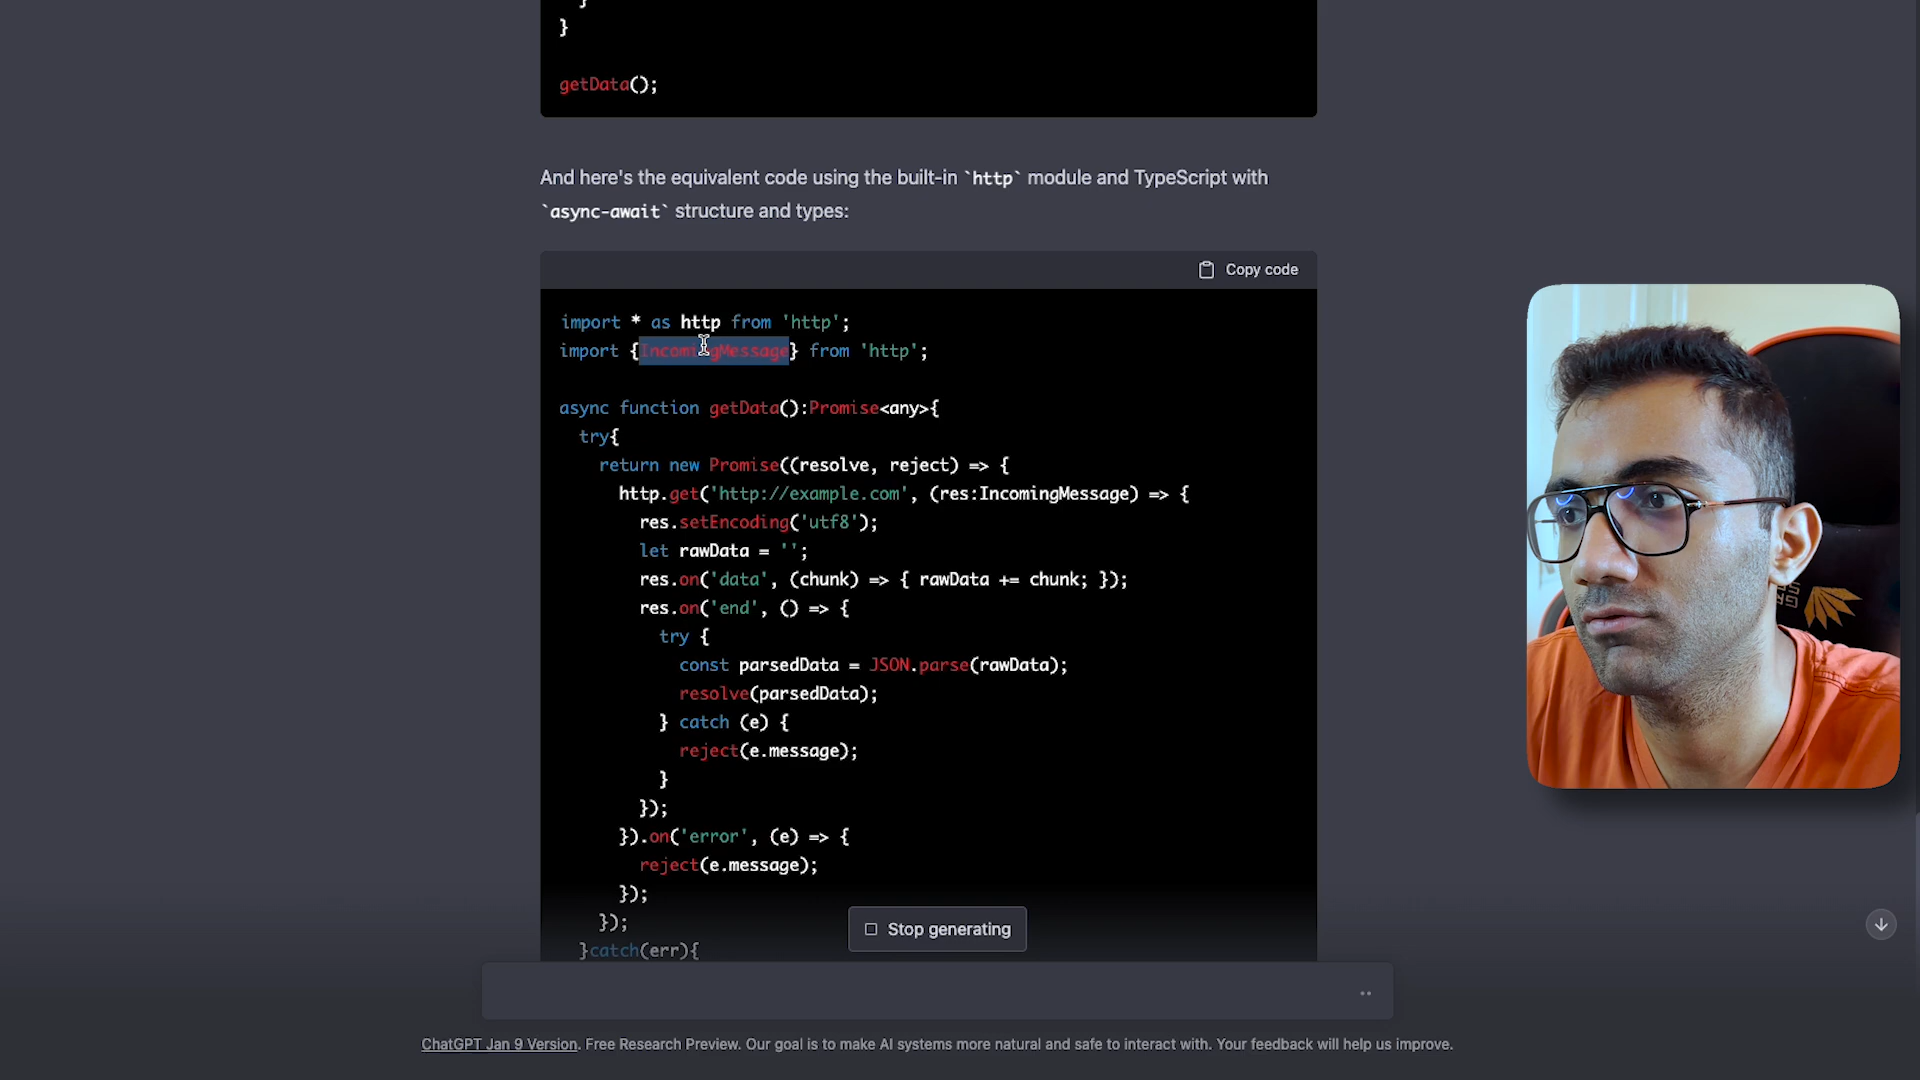 }
}
getData();
And here's the equivalent code using the built-in `http` module and TypeScript with
`async-await` structure and types:
Copy code
import * as http from 'http';
import {IncomingMessage} from 'http';
async function getData():Promise<any>{
try{
return new Promise((resolve, reject) => {
http.get('http://example.com', (res:IncomingMessage) => {
res.setEncoding('utf8');
let rawData = '';
res.on('data', (chunk) => { rawData += chunk; });
res.on('end', () => {
try {
const parsedData = JSON.parse(rawData);
resolve(parsedData);
} catch (e) {
reject(e.message);
}
});
}).on('error', (e) => {
reject(e.message);
});
});
}catch(err){
Stop generating
ChatGPT Jan 9 Version. Free Research Preview. Our goal is to make AI systems more natural and safe to interact with. Your feedback will help us improve.